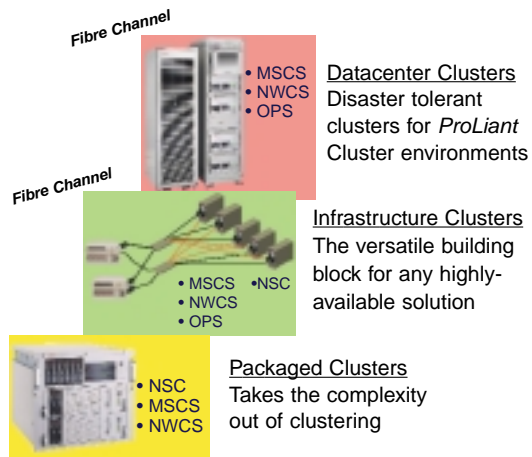 Fibre Channel
• MSCS
• NWCS
• OPS
Datacenter Clusters
Disaster tolerant
clusters for ProLiant
Cluster environments
Fibre Channel
• MSCS •NSC
• NWCS
• OPS
Infrastructure Clusters
The versatile building
block for any highly-
available solution
• NSC
• MSCS
• NWCS
Packaged Clusters
Takes the complexity
out of clustering